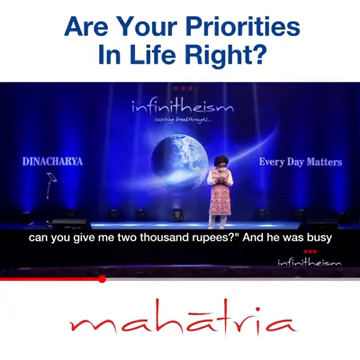 Are Your Priorities
In Life Right?
infinitheism
inspiring breakthroughs...
DINACHARYA
Every Day Matters
can you give me two thousand rupees?" And he was busy
infinitheism
mahātria